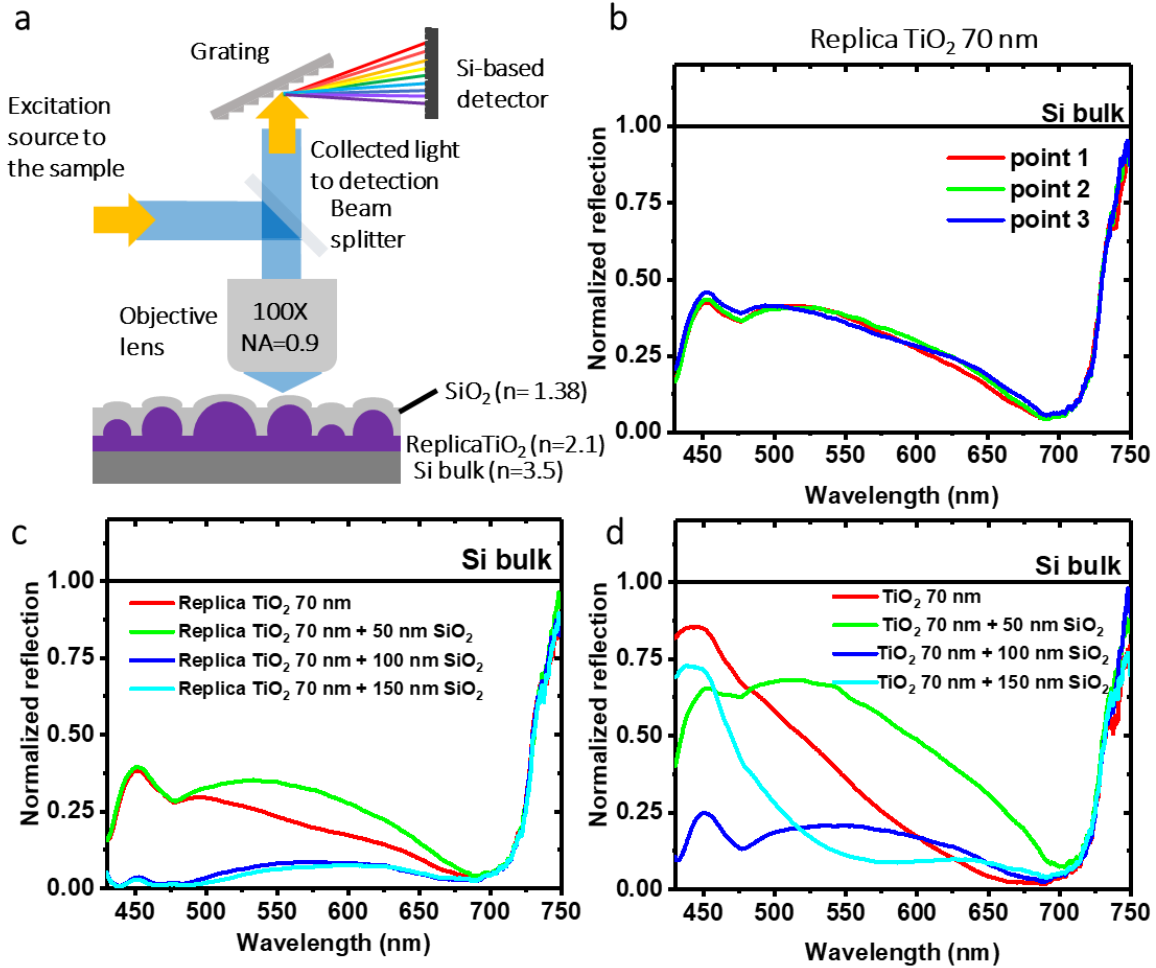 a
Grating
Si-based
detector
Excitation
source to
the sample
Collected light
to detection
Beam
splitter
Objective
lens
100X
NA=0.9
SiO₂ (n= 1.38)
ReplicaTiO₂ (n=2.1)
Si bulk (n=3.5)
b
Replica TiO₂ 70 nm
Si bulk
point 1
point 2
point 3
1.00
0.75
0.50
0.25
0.00
Normalized reflection
450 500 550 600 650 700 750
Wavelength (nm)
c
Si bulk
Replica TiO₂ 70 nm
Replica TiO₂ 70 nm + 50 nm SiO₂
Replica TiO₂ 70 nm + 100 nm SiO₂
Replica TiO₂ 70 nm + 150 nm SiO₂
1.00
0.75
0.50
0.25
0.00
Normalized reflection
450 500 550 600 650 700 750
Wavelength (nm)
d
Si bulk
TiO₂ 70 nm
TiO₂ 70 nm + 50 nm SiO₂
TiO₂ 70 nm + 100 nm SiO₂
TiO₂ 70 nm + 150 nm SiO₂
1.00
0.75
0.50
0.25
0.00
Normalized reflection
450 500 550 600 650 700 750
Wavelength (nm)